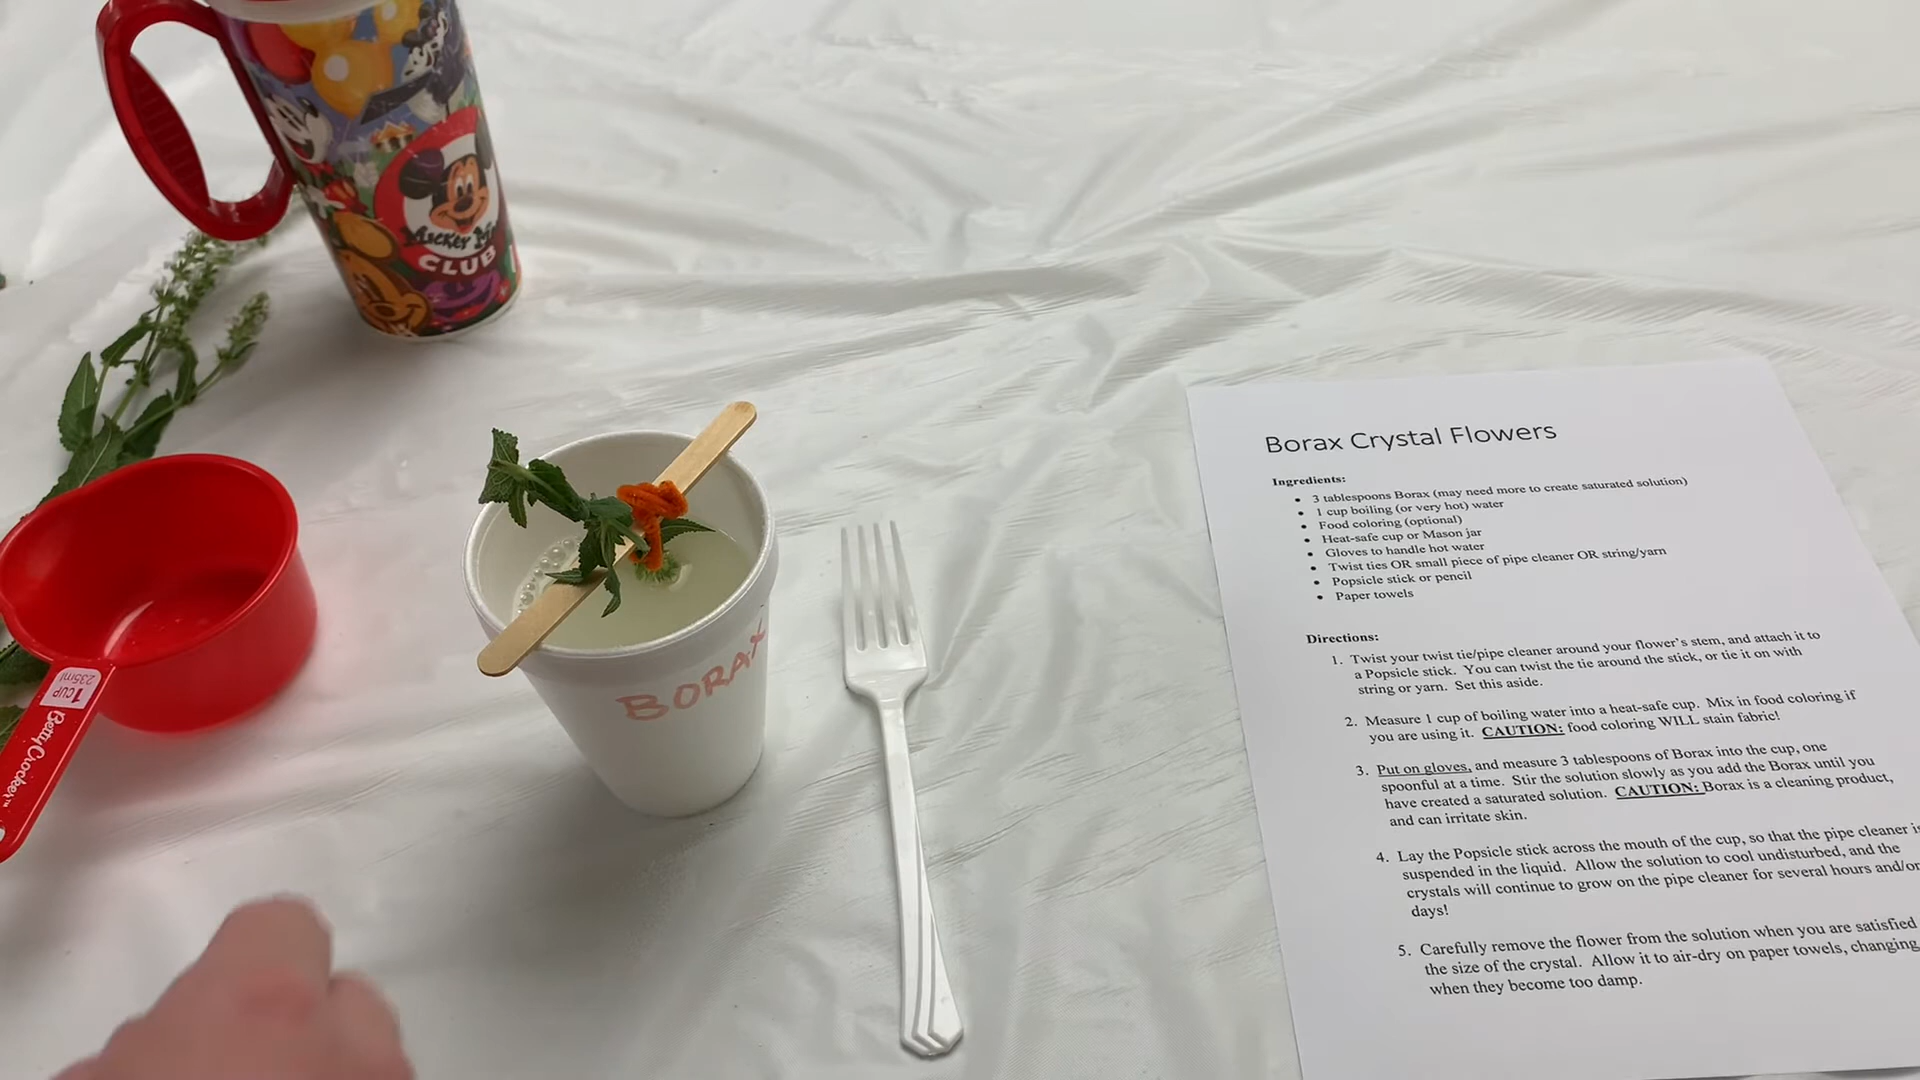 MICKEY M
CLUB
1 CUP
235ml
Betty Crocker™
BORAX
Borax Crystal Flowers
Ingredients:
• 3 tablespoons Borax (may need more to create saturated solution)
• 1 cup boiling (or very hot) water
• Food coloring (optional)
• Heat-safe cup or Mason jar
• Gloves to handle hot water
• Twist ties OR small piece of pipe cleaner OR string/yarn
• Popsicle stick or pencil
• Paper towels
Directions:
1. Twist your twist tie/pipe cleaner around your flower's stem, and attach it to
a Popsicle stick. You can twist the tie around the stick, or tie it on with
string or yarn. Set this aside.
2. Measure 1 cup of boiling water into a heat-safe cup. Mix in food coloring if
you are using it. CAUTION: food coloring WILL stain fabric!
3. Put on gloves, and measure 3 tablespoons of Borax into the cup, one
spoonful at a time. Stir the solution slowly as you add the Borax until you
have created a saturated solution. CAUTION: Borax is a cleaning product,
and can irritate skin.
4. Lay the Popsicle stick across the mouth of the cup, so that the pipe cleaner is
suspended in the liquid. Allow the solution to cool undisturbed, and the
crystals will continue to grow on the pipe cleaner for several hours and/or
days!
5. Carefully remove the flower from the solution when you are satisfied
the size of the crystal. Allow it to air-dry on paper towels, changing
when they become too damp.